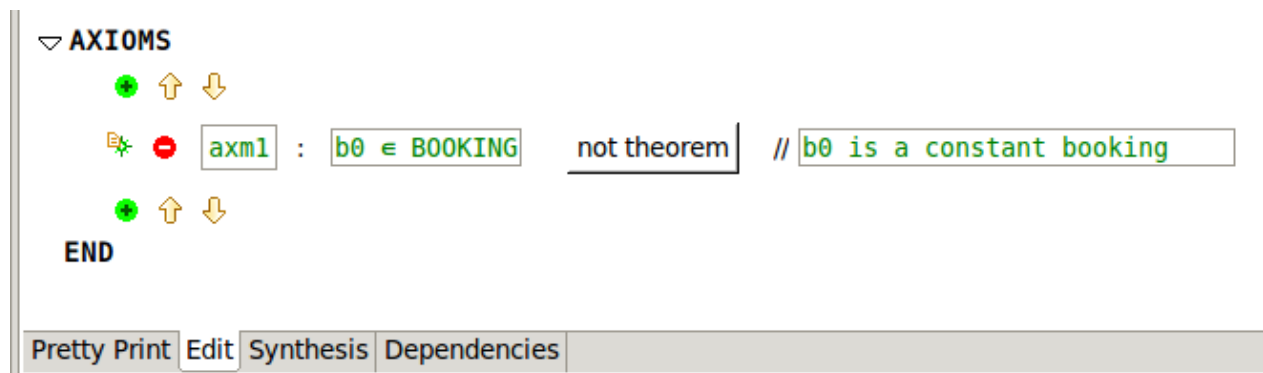 AXIOMS
axm1 : b0 ∈ BOOKING not theorem // b0 is a constant booking
END
Pretty Print Edit Synthesis Dependencies